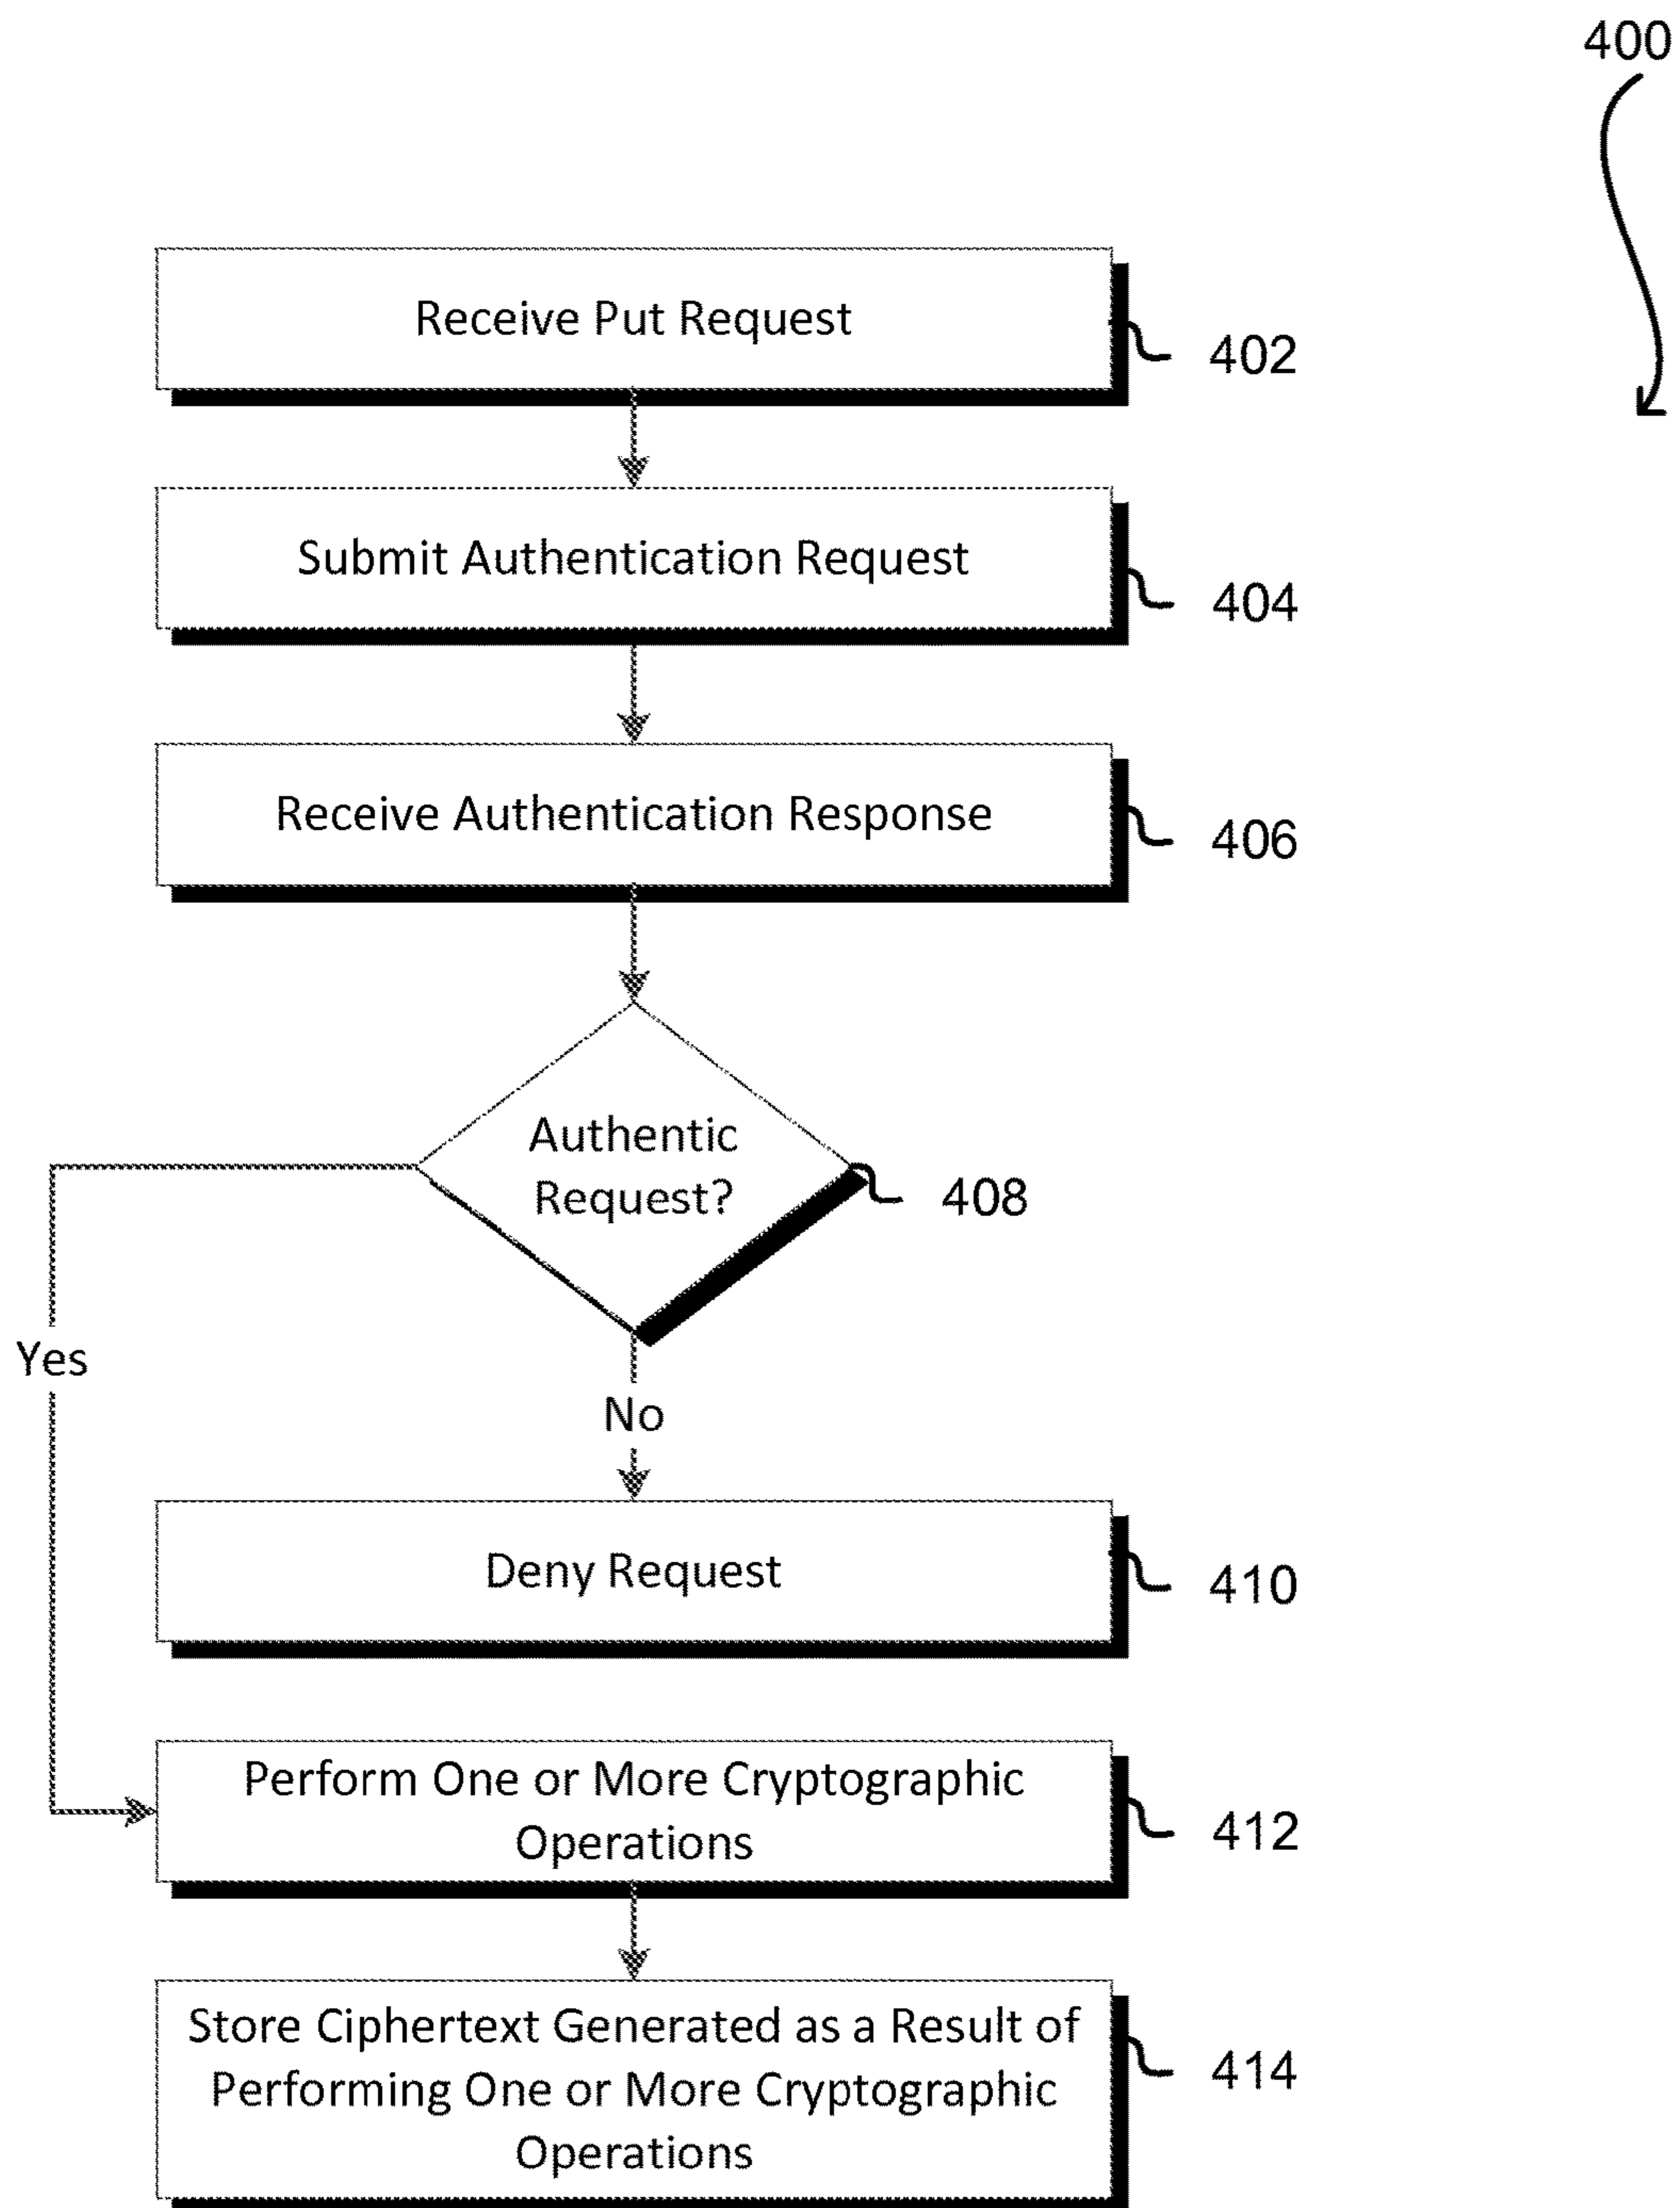 400
Receive Put Request
402
Submit Authentication Request
404
Receive Authentication Response
406
Authentic
Request?
408
Yes
No
Deny Request
410
Perform One or More Cryptographic
Operations
412
Store Ciphertext Generated as a Result of
Performing One or More Cryptographic
Operations
414